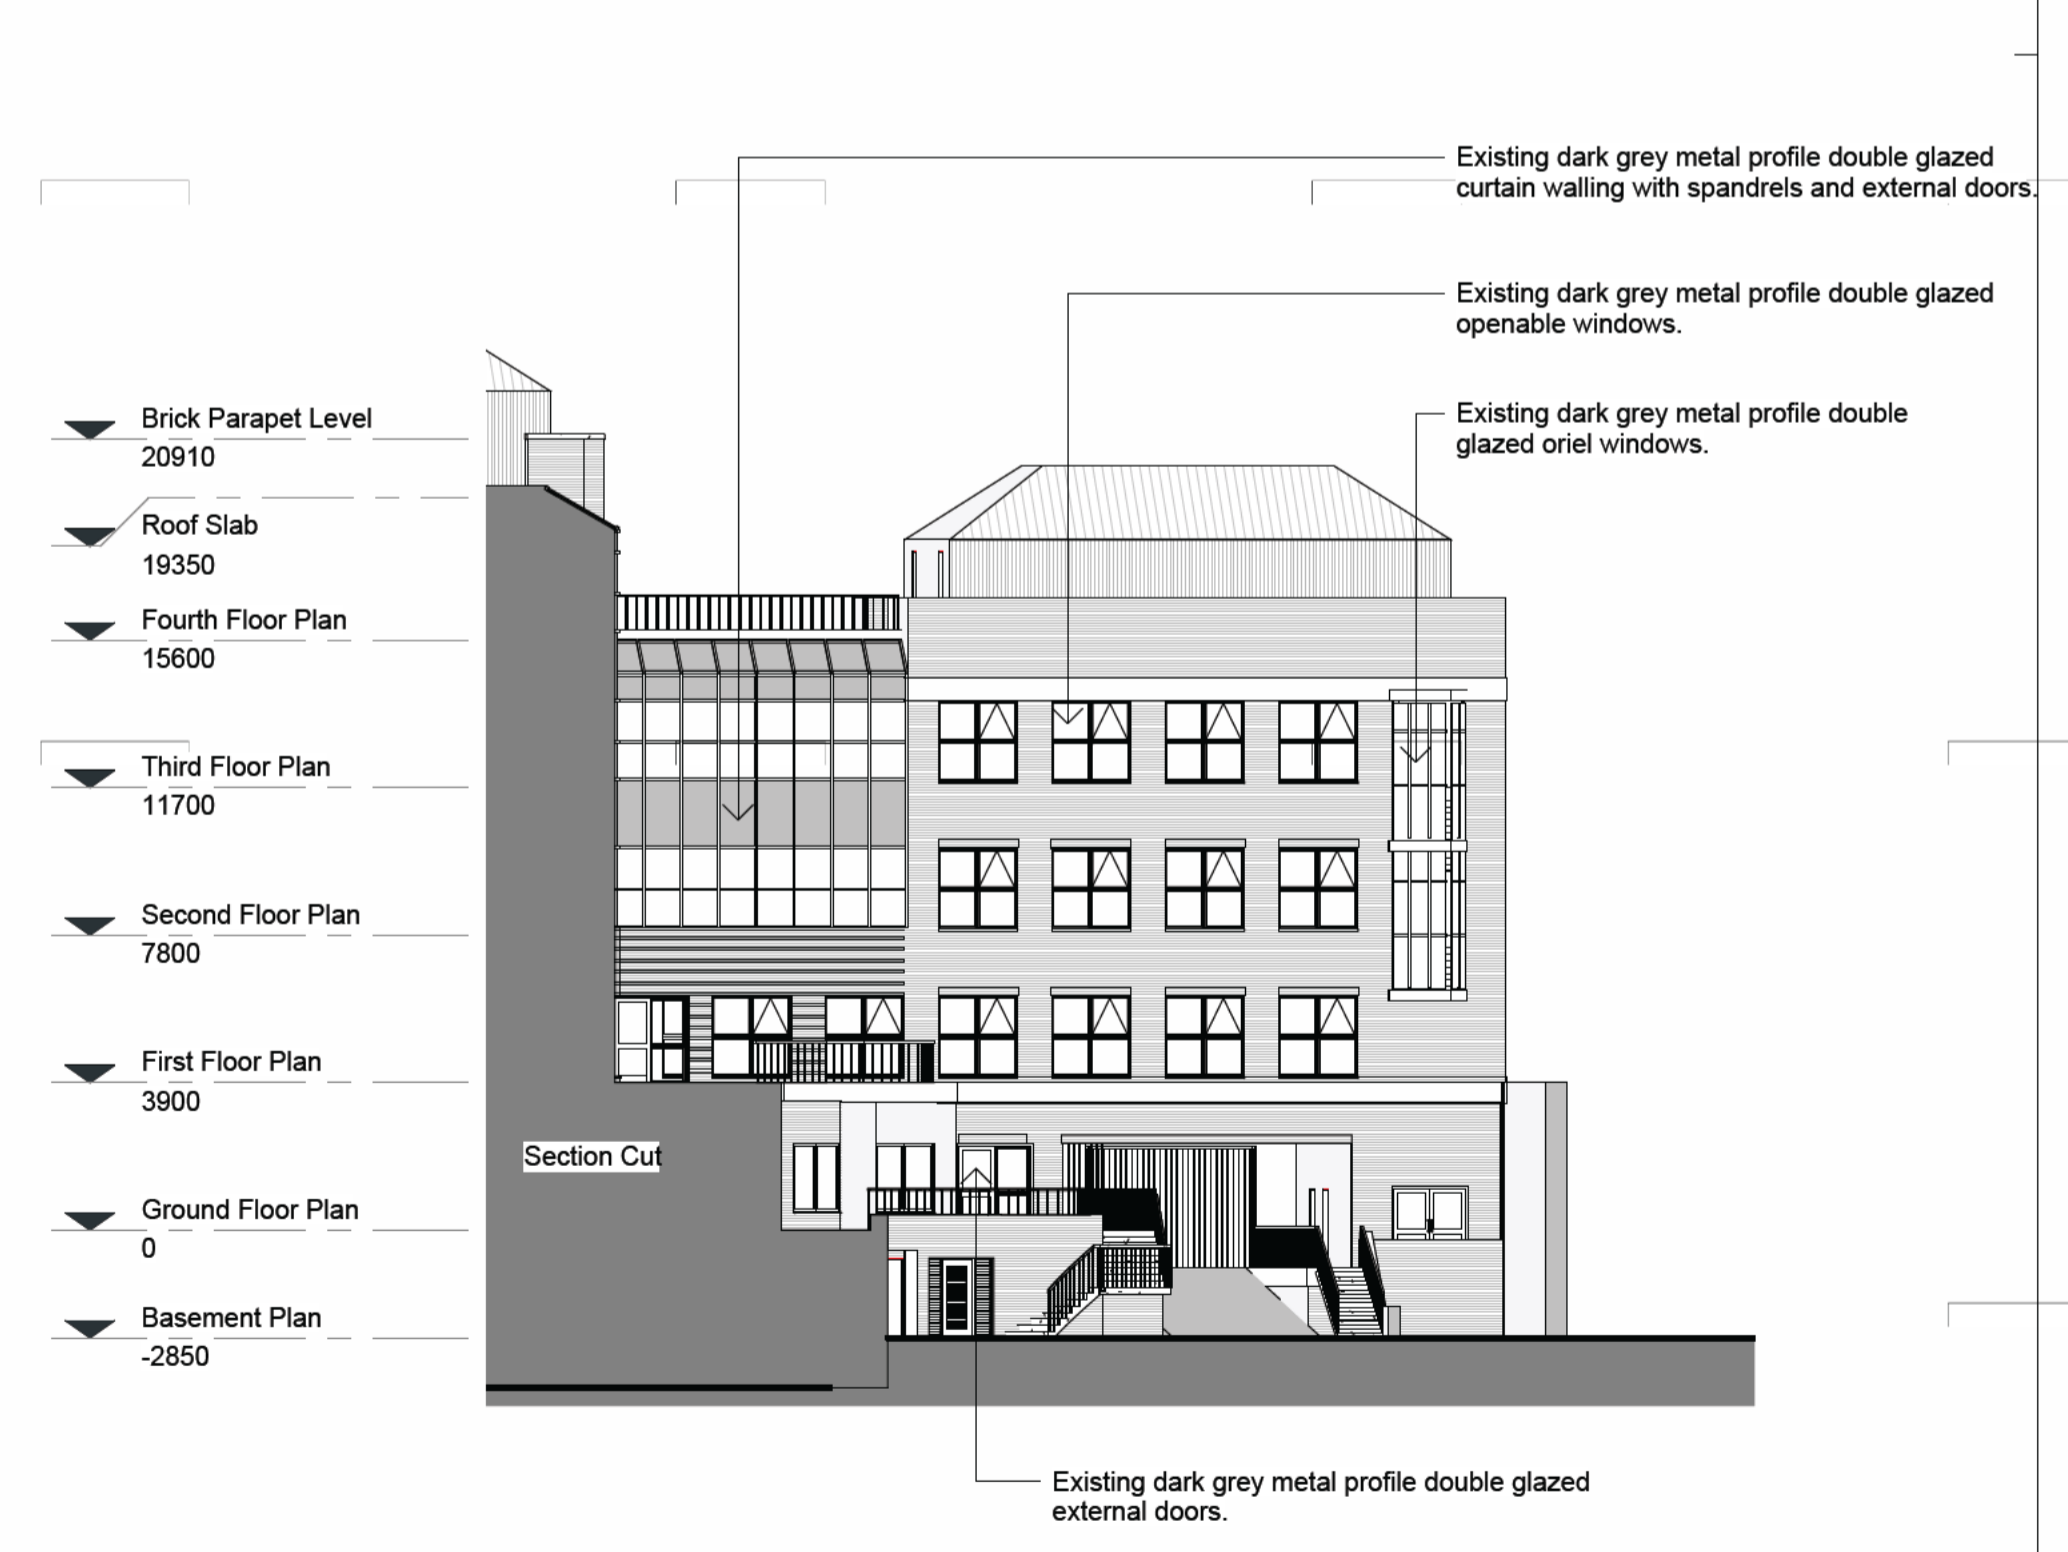 Existing dark grey metal profile double glazed
curtain walling with spandrels and external doors.
Existing dark grey metal profile double glazed
openable windows.
Existing dark grey metal profile double
glazed oriel windows.
Brick Parapet Level
20910
Roof Slab
19350
Fourth Floor Plan
15600
Third Floor Plan
11700
Second Floor Plan
7800
First Floor Plan
3900
Section Cut
Ground Floor Plan
0
Basement Plan
-2850
Existing dark grey metal profile double glazed
external doors.